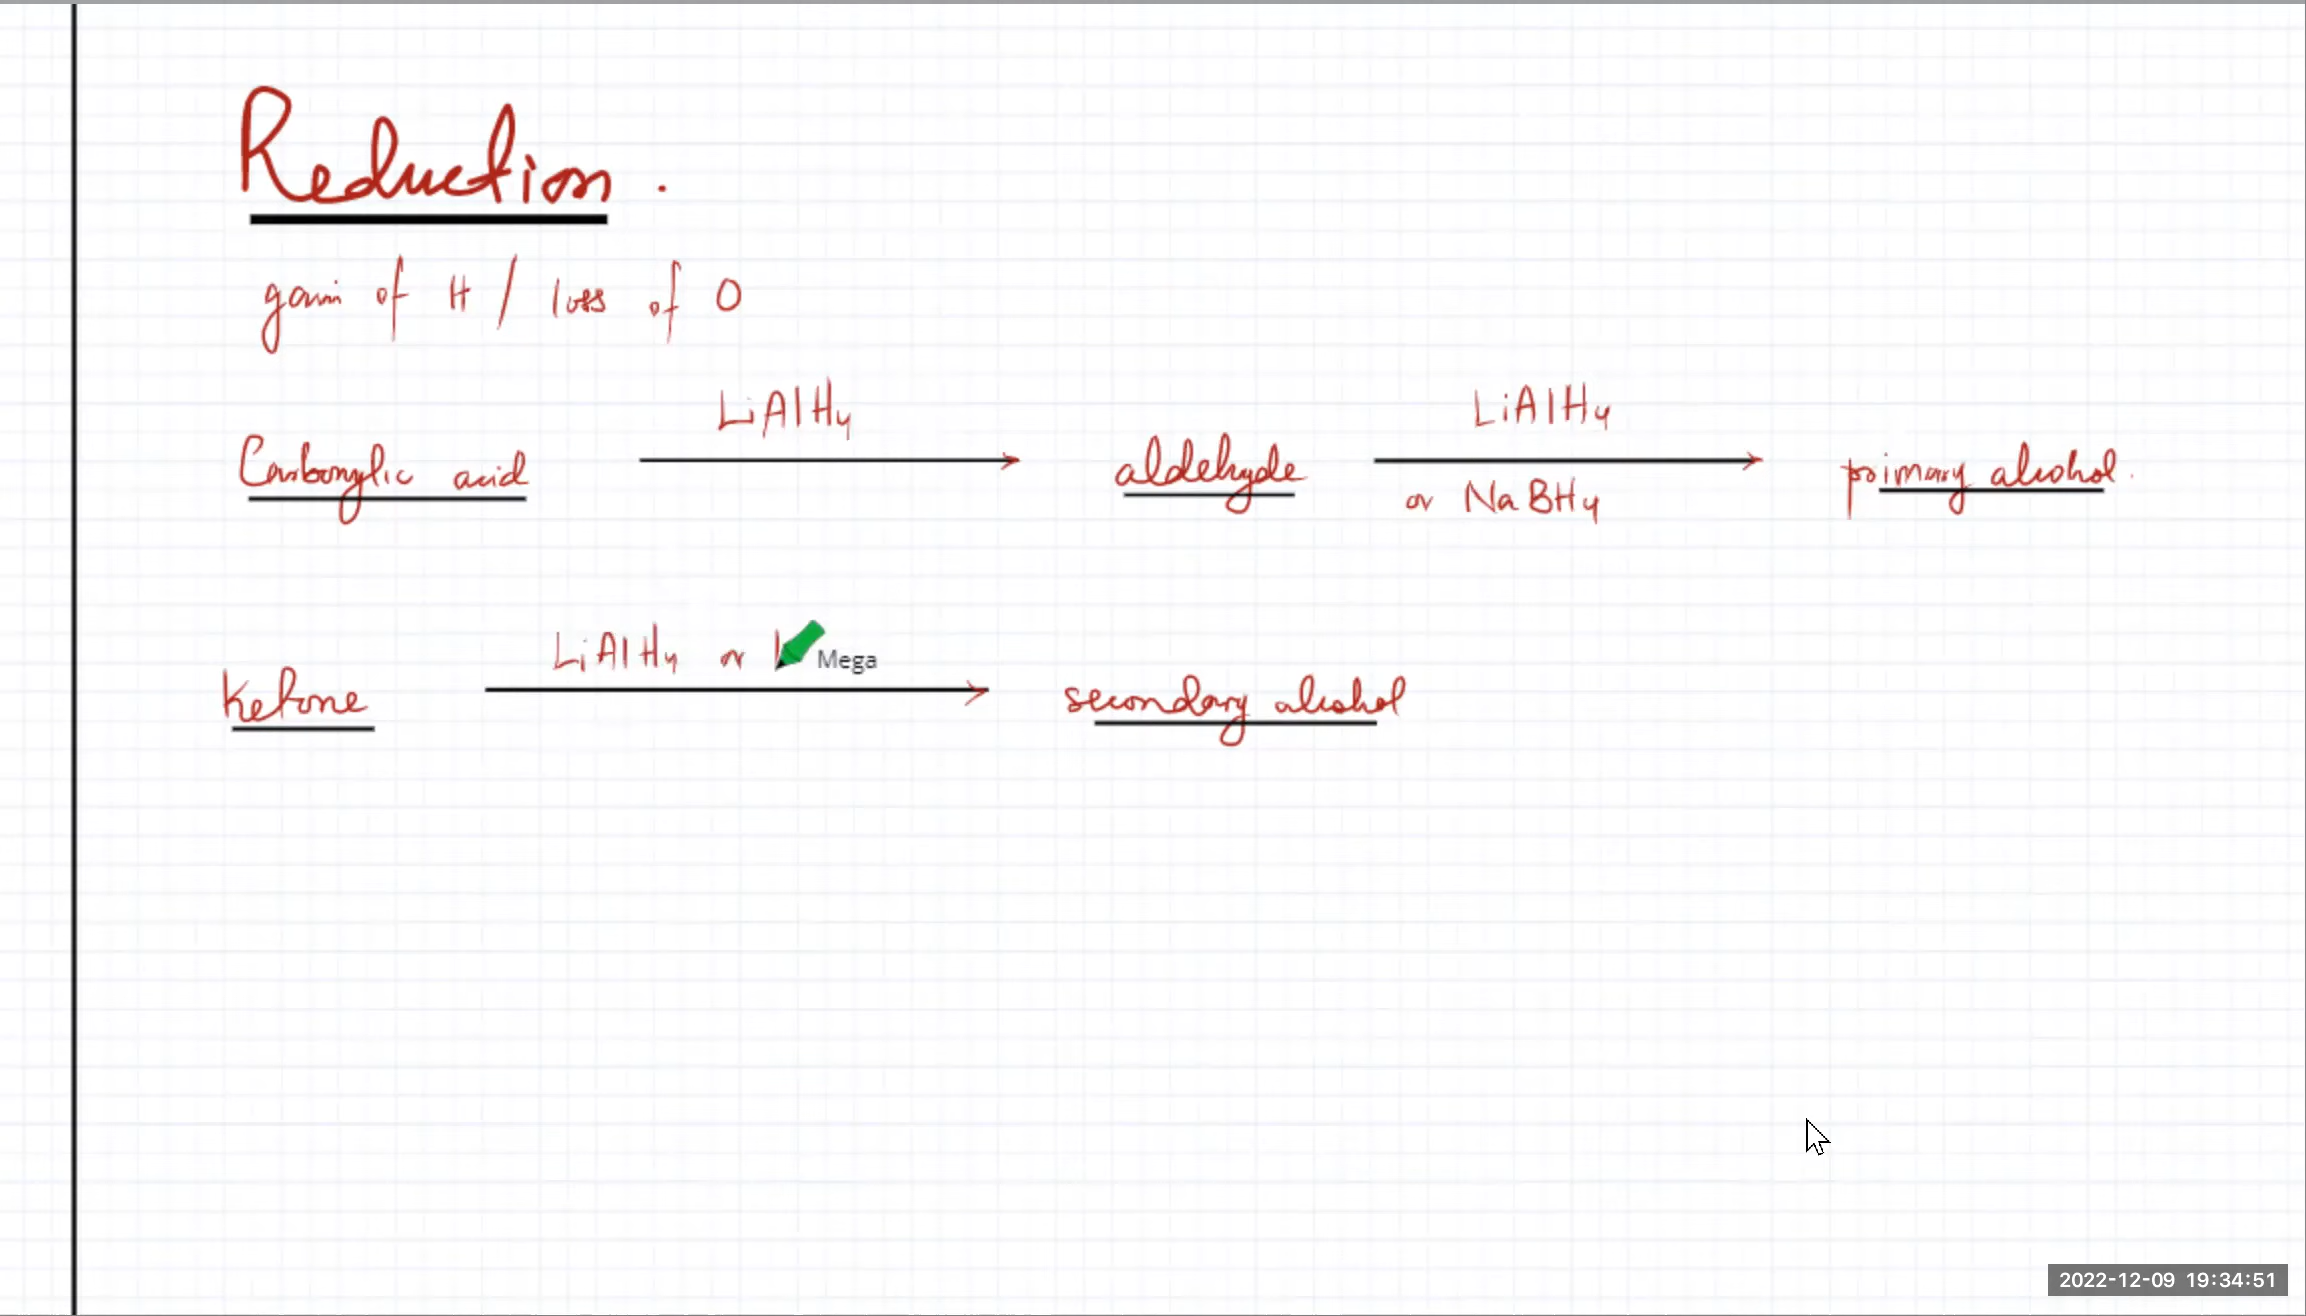 Reduction.
gain of H / loss of O
LiAlH4
LiAlH4
Carboxylic acid
aldehyde
or NaBH4
primary alcohol.
LiAlH4 or
Mega
Ketone
secondary alcohol
2022-12-09 19:34:51